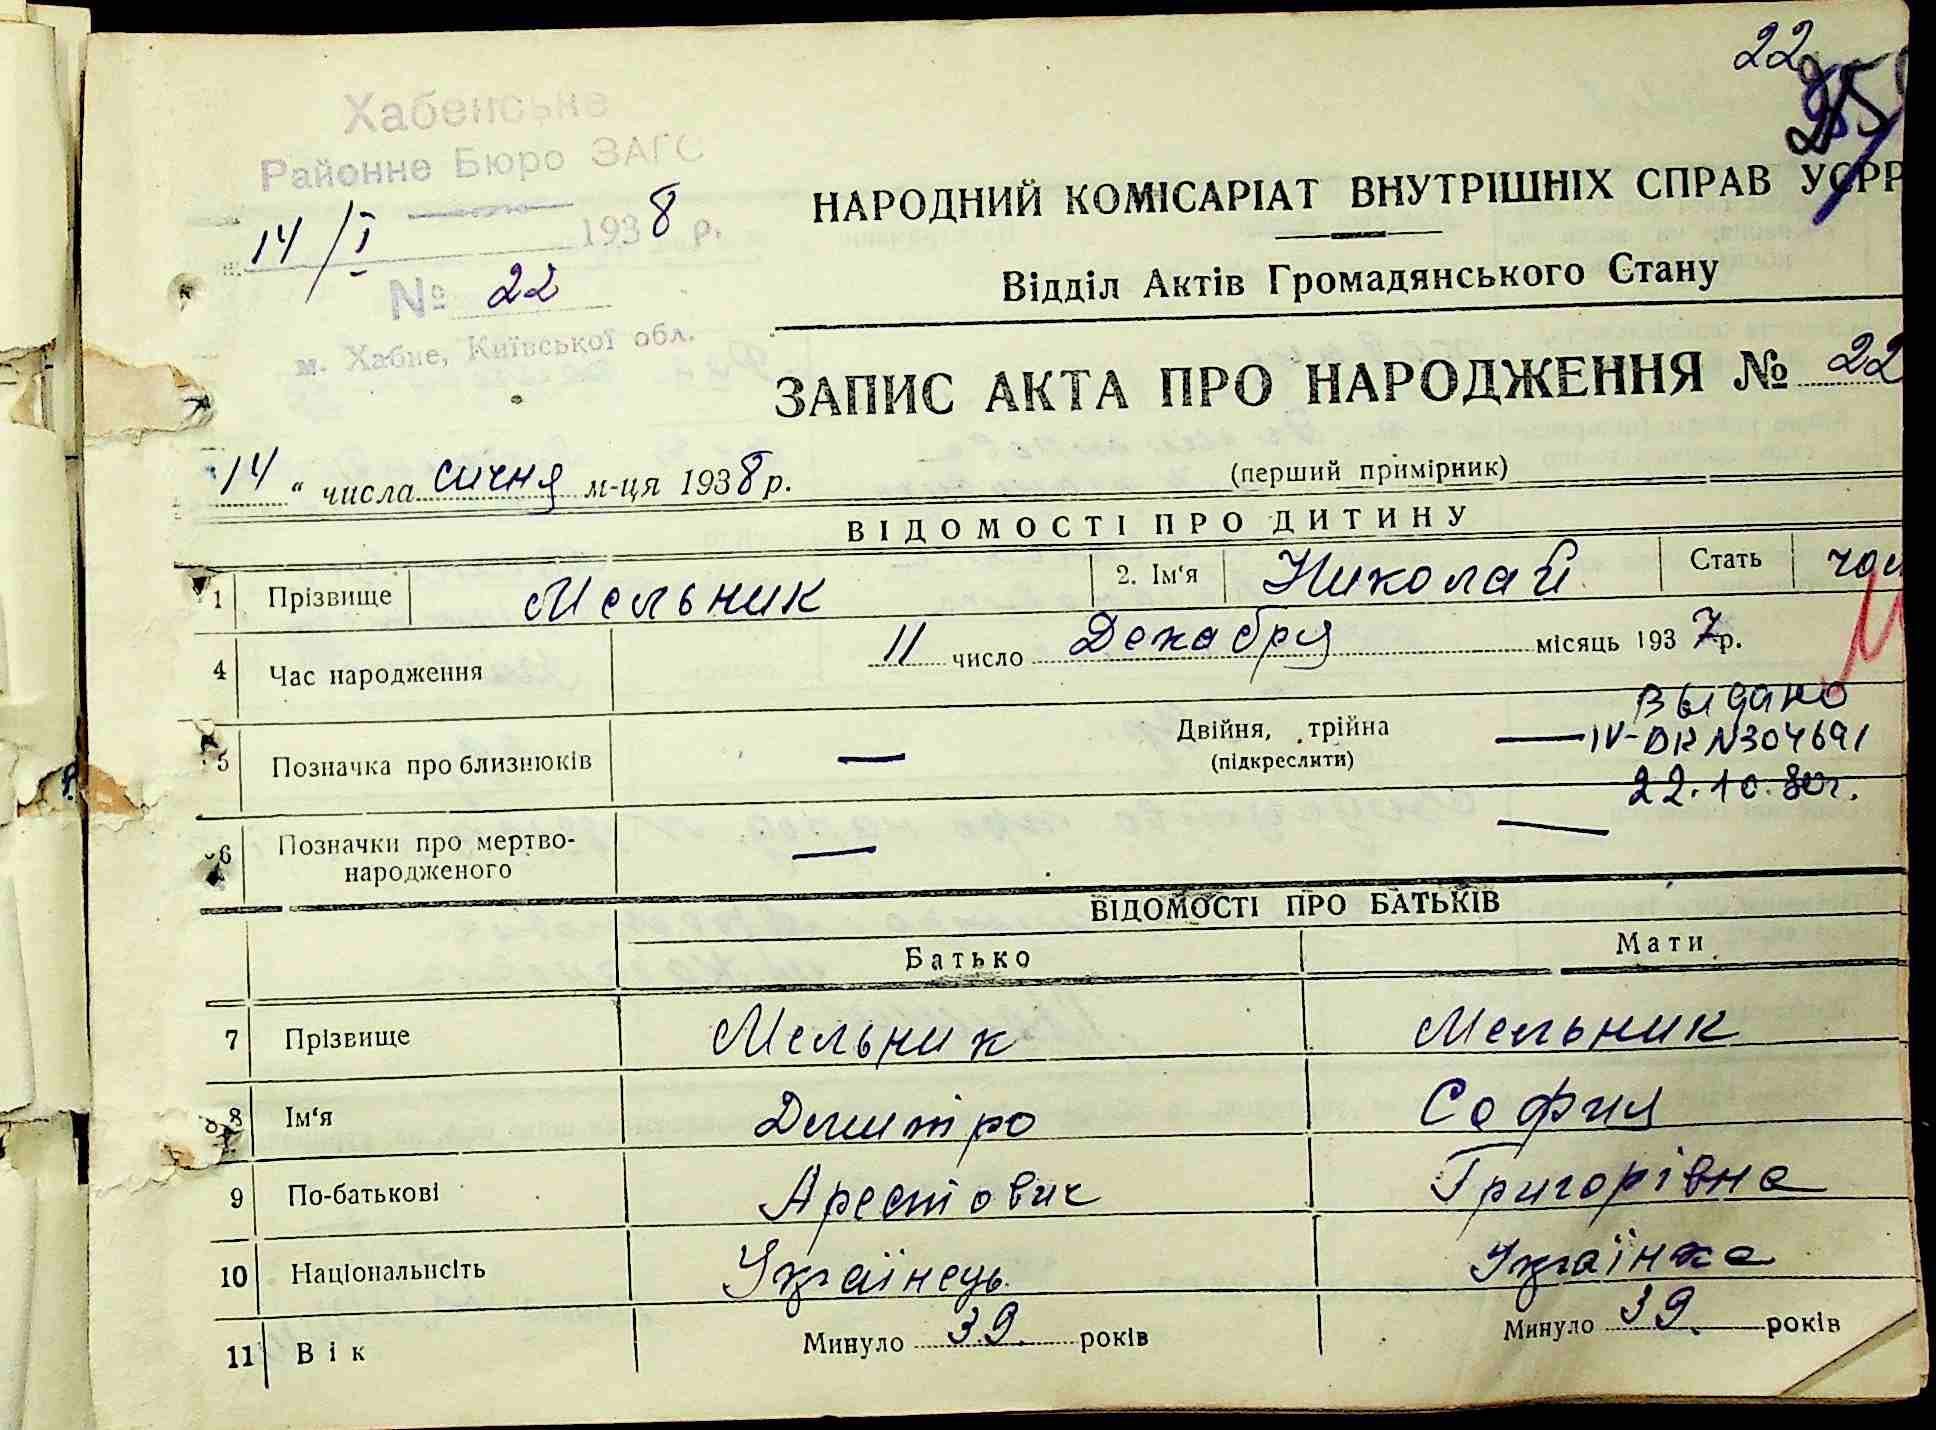 22
Хабенське
Районне Бюро ЗАГС
14/I 1938 р.
№ 22
м. Хабне, Київської обл.
НАРОДНИЙ КОМІСАРІАТ ВНУТРІШНІХ СПРАВ УСРР
Відділ Актів Громадянського Стану
ЗАПИС АКТА ПРО НАРОДЖЕННЯ № 22
14 " числа сичня м-ця 1938 р.
(перший примірник)
ВІДОМОСТІ ПРО ДИТИНУ
1 Прізвище Мельник 2. Ім'я Николай Стать чол
4 Час народження 11 число Декабря місяць 1937 р.
5 Позначка про близнюків — Двійня, трійна (підкреслити) —
Выдано
IV-БК N304691
22.10.80г.
6 Позначки про мертво-
народженого — —
ВІДОМОСТІ ПРО БАТЬКІВ
Батько Мати
7 Прізвище Мельник Мельник
8 Ім'я Дмитро София
9 По-батькові Арестович Григорівна
10 Національнсіть Українець Українка
11 Вік Минуло 39. років Минуло 39. років